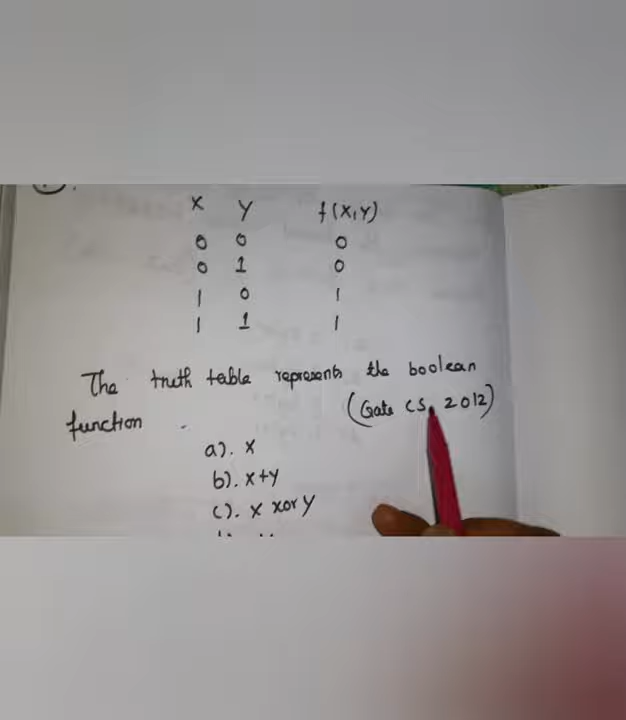 X Y f(X,Y)
0 0 0
0 1 0
1 0 1
1 1 1
The truth table represents the boolean
function (Gate CS 2012)
a). X
b). X+Y
c). X xor Y